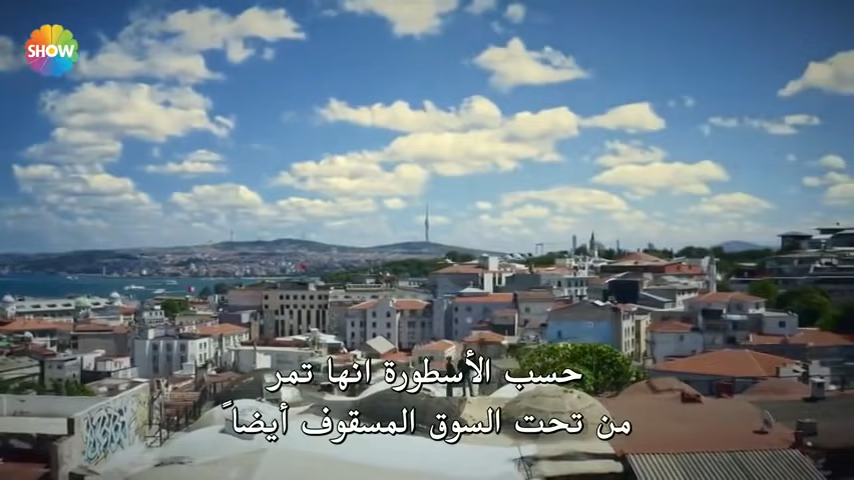 SHOW
حسب الأسطورة انها تمر
من تحت السوق المسقوف أيضاً